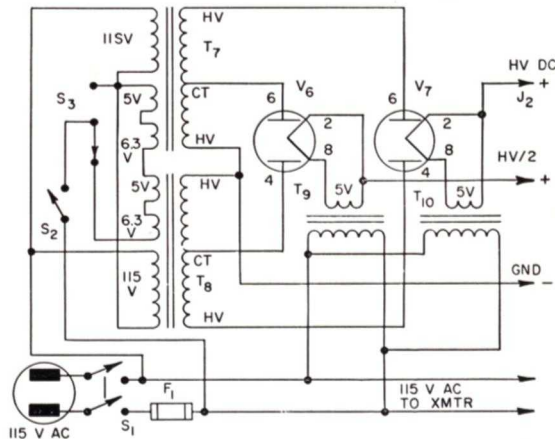 HV
HV
115V
T7
HV DC
S3
V6
V7
+
J2
5V
CT
6
6
2
2
6.3 V
HV
8
8
HV/2
HV
4
4
+
5V
T9
5V
T10
5V
S2
6.3 V
CT
GND
115 V
T8
–
HV
F1
115 V AC
TO XMTR
115 V AC
S1